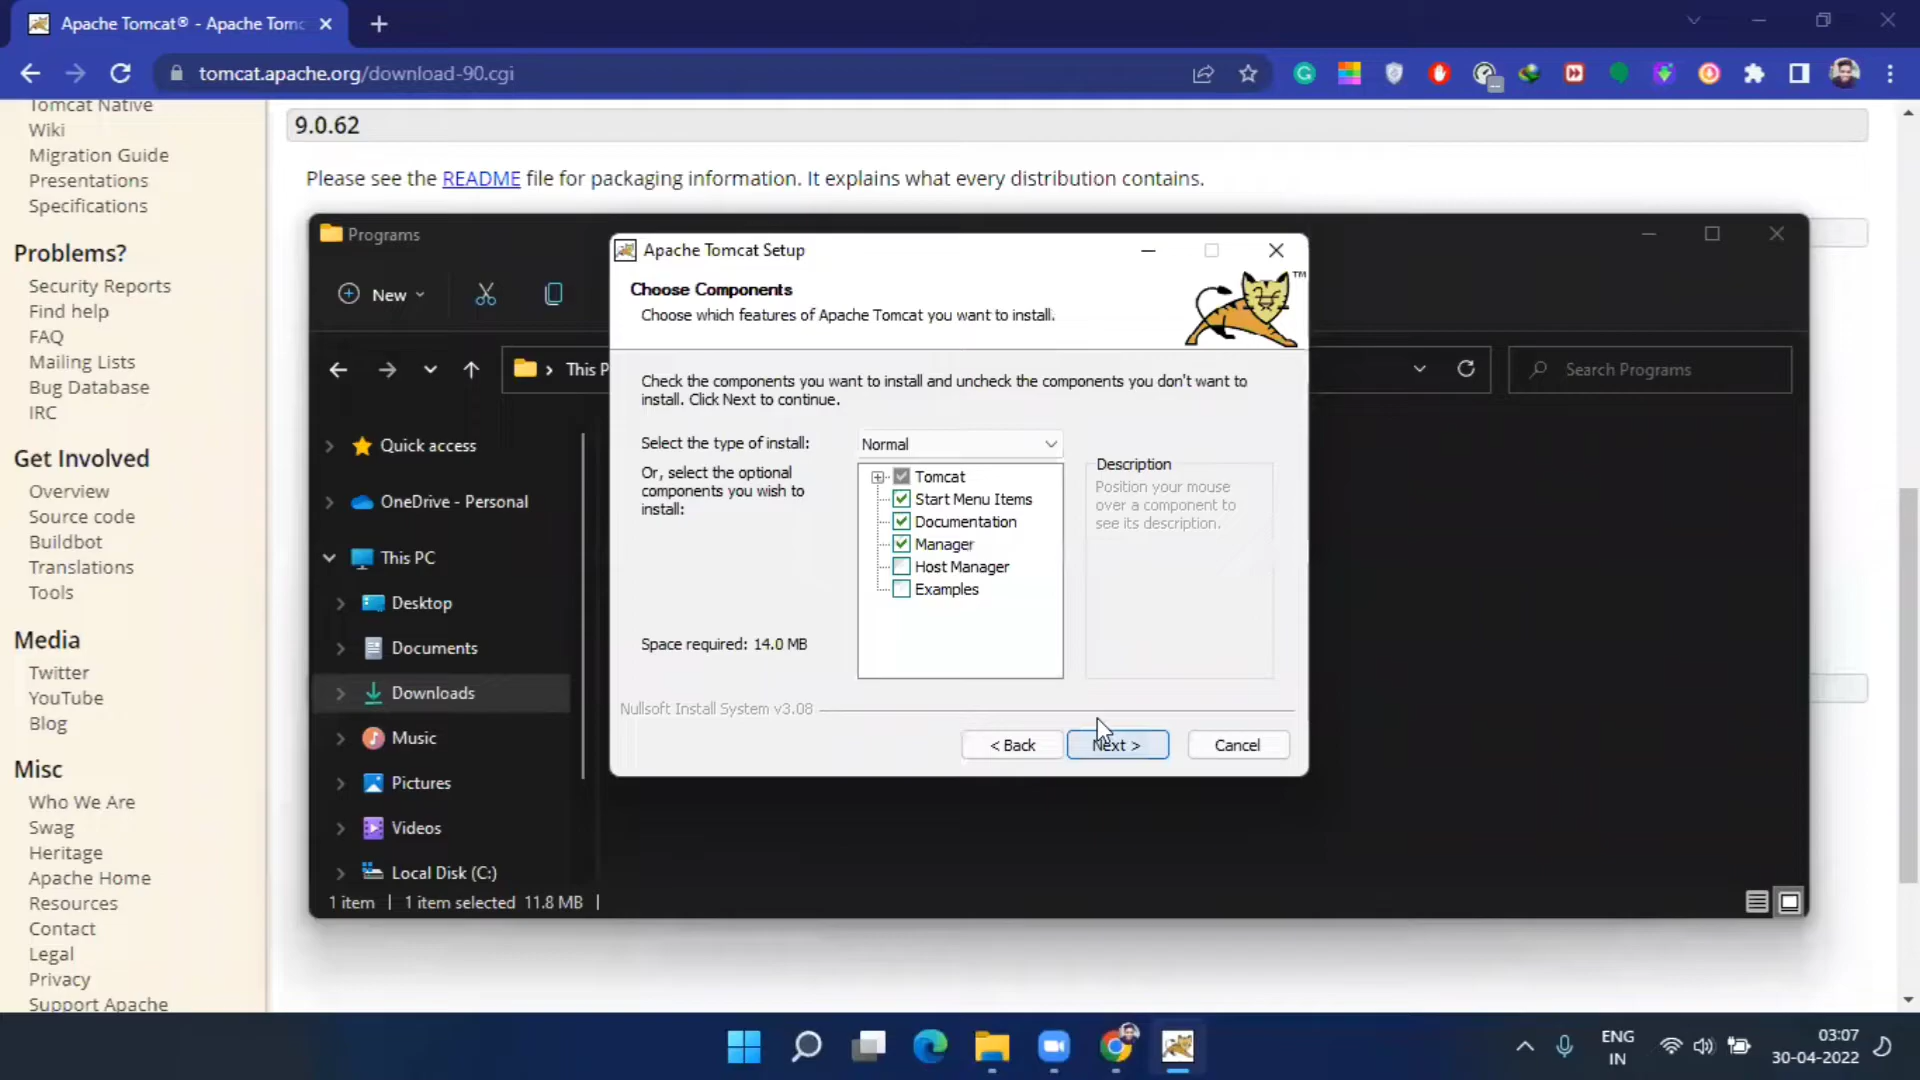 Apache Tomcat® - Apache Tomc
tomcat.apache.org/download-90.cgi
Tomcat Native
Wiki
Migration Guide
Presentations
Specifications
Problems?
Security Reports
Find help
FAQ
Mailing Lists
Bug Database
IRC
Get Involved
Overview
Source code
Buildbot
Translations
Tools
Media
Twitter
YouTube
Blog
Misc
Who We Are
Swag
Heritage
Apache Home
Resources
Contact
Legal
Privacy
Support Apache
9.0.62
Please see the README file for packaging information. It explains what every distribution contains.
Programs
New
This P
Search Programs
Quick access
OneDrive - Personal
This PC
Desktop
Documents
Downloads
Music
Pictures
Videos
Local Disk (C:)
1 item | 1 item selected 11.8 MB |
Apache Tomcat Setup
Choose Components
Choose which features of Apache Tomcat you want to install.
TM
Check the components you want to install and uncheck the components you don't want to
install. Click Next to continue.
Select the type of install:
Normal
Or, select the optional
components you wish to
install:
Tomcat
Start Menu Items
Documentation
Manager
Host Manager
Examples
Description
Position your mouse
over a component to
see its description.
Space required: 14.0 MB
Nullsoft Install System v3.08
< Back
Next >
Cancel
ENG
IN
03:07
30-04-2022